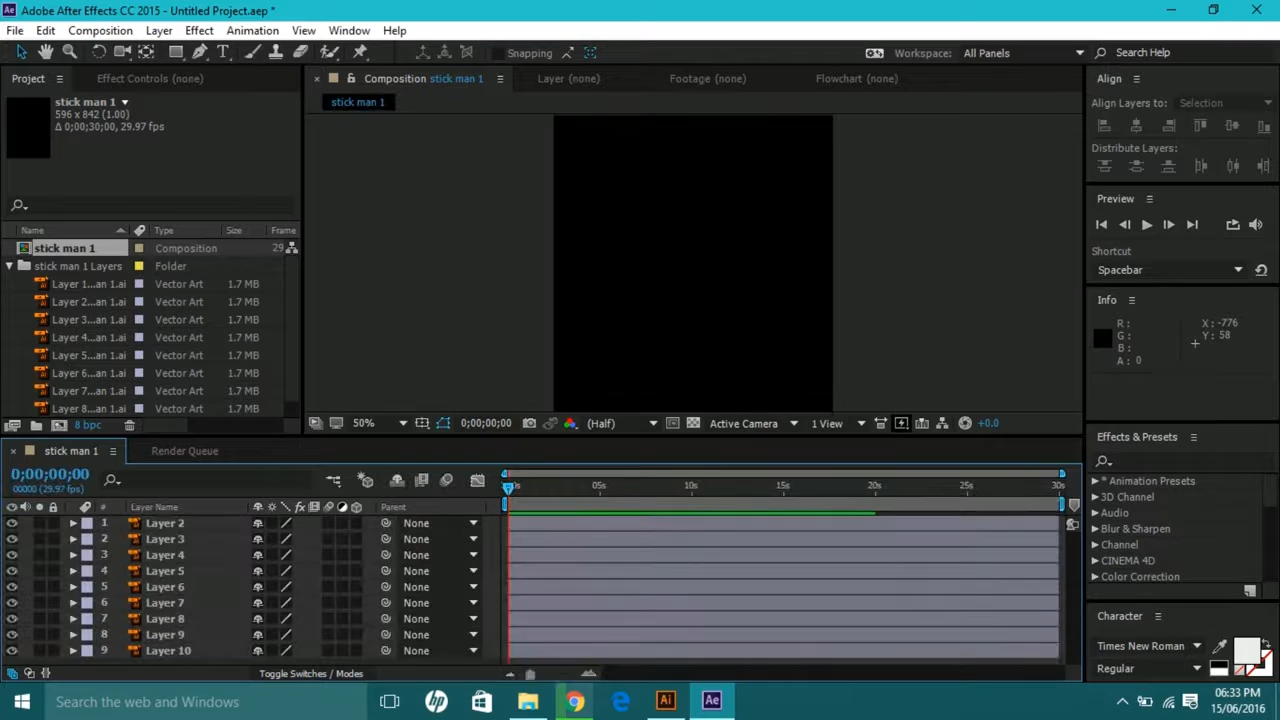 Adobe After Effects CC 2015 - Untitled Project.aep *
File Edit Composition Layer Effect Animation View Window Help
Snapping
Workspace: All Panels
Search Help
Project Effect Controls (none)
stick man 1
596 x 842 (1.00)
Δ 0;00;30;00, 29.97 fps
Name Type Size Frame
stick man 1 Composition 29
stick man 1 Layers Folder
Layer 1...an 1.ai Vector Art 1.7 MB
Layer 2...an 1.ai Vector Art 1.7 MB
Layer 3...an 1.ai Vector Art 1.7 MB
Layer 4...an 1.ai Vector Art 1.7 MB
Layer 5...an 1.ai Vector Art 1.7 MB
Layer 6...an 1.ai Vector Art 1.7 MB
Layer 7...an 1.ai Vector Art 1.7 MB
Layer 8...an 1.ai Vector Art 1.7 MB
8 bpc
Composition stick man 1 Layer (none) Footage (none) Flowchart (none)
stick man 1
50% 0;00;00;00 (Half) Active Camera 1 View +0.0
Align
Align Layers to: Selection
Distribute Layers:
Preview
Shortcut
Spacebar
Info
R: X: -776
G: Y: 58
B:
A: 0
Effects & Presets
* Animation Presets
3D Channel
Audio
Blur & Sharpen
Channel
CINEMA 4D
Color Correction
Character
Times New Roman
Regular
stick man 1 Render Queue
0;00;00;00
00000 (29.97 fps)
0s 05s 10s 15s 20s 25s 30s
# Layer Name fx Parent
1 Layer 2 None
2 Layer 3 None
3 Layer 4 None
4 Layer 5 None
5 Layer 6 None
6 Layer 7 None
7 Layer 8 None
8 Layer 9 None
9 Layer 10 None
Toggle Switches / Modes
Search the web and Windows
hp
Ai
Ae
06:33 PM
15/06/2016